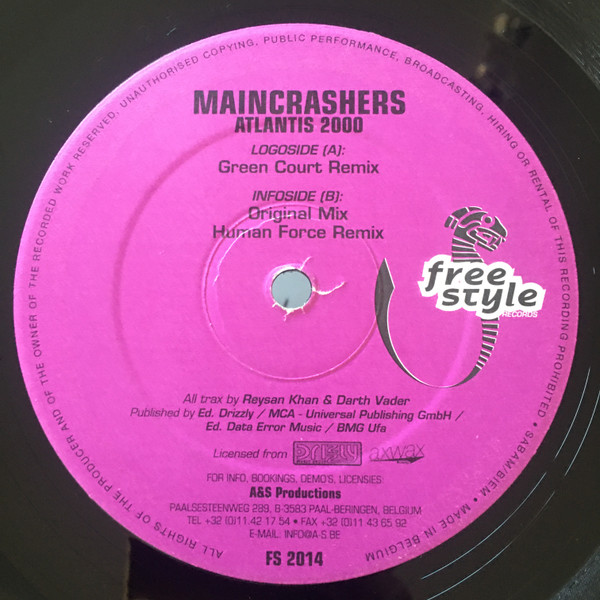 ALL RIGHTS OF THE PRODUCER AND OF THE OWNER OF THE RECORDED WORK RESERVED. UNAUTHORISED COPYING, PUBLIC PERFORMANCE, BROADCASTING, HIRING OR RENTAL OF THIS RECORDING PROHIBITED • SABAM/BIEM • MADE IN BELGIUM
MAINCRASHERS
ATLANTIS 2000
LOGOSIDE (A):
Green Court Remix
INFOSIDE (B):
Original Mix
Human Force Remix
free
style
RECORDS
All trax by Reysan Khan & Darth Vader
Published by Ed. Drizzly / MCA - Universal Publishing GmbH /
Ed. Data Error Music / BMG Ufa
Licensed from DRIZZLY axwax
FOR INFO, BOOKINGS, DEMO'S, LICENSIES:
A&S Productions
PAALSESTEENWEG 289, B-3583 PAAL-BERINGEN, BELGIUM
TEL +32 (0)11 42 17 54 • FAX +32 (0)11 43 65 92
E-MAIL: INFO@A-S.BE
FS 2014